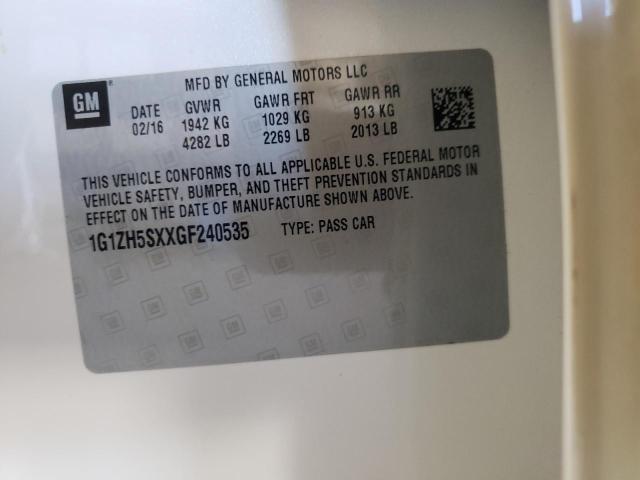 GM
MFD BY GENERAL MOTORS LLC
DATE GVWR GAWR FRT GAWR RR
02/16 1942 KG 1029 KG 913 KG
4282 LB 2269 LB 2013 LB
THIS VEHICLE CONFORMS TO ALL APPLICABLE U.S. FEDERAL MOTOR
VEHICLE SAFETY, BUMPER, AND THEFT PREVENTION STANDARDS IN
EFFECT ON THE DATE OF MANUFACTURE SHOWN ABOVE.
1G1ZH5SXXGF240535 TYPE: PASS CAR